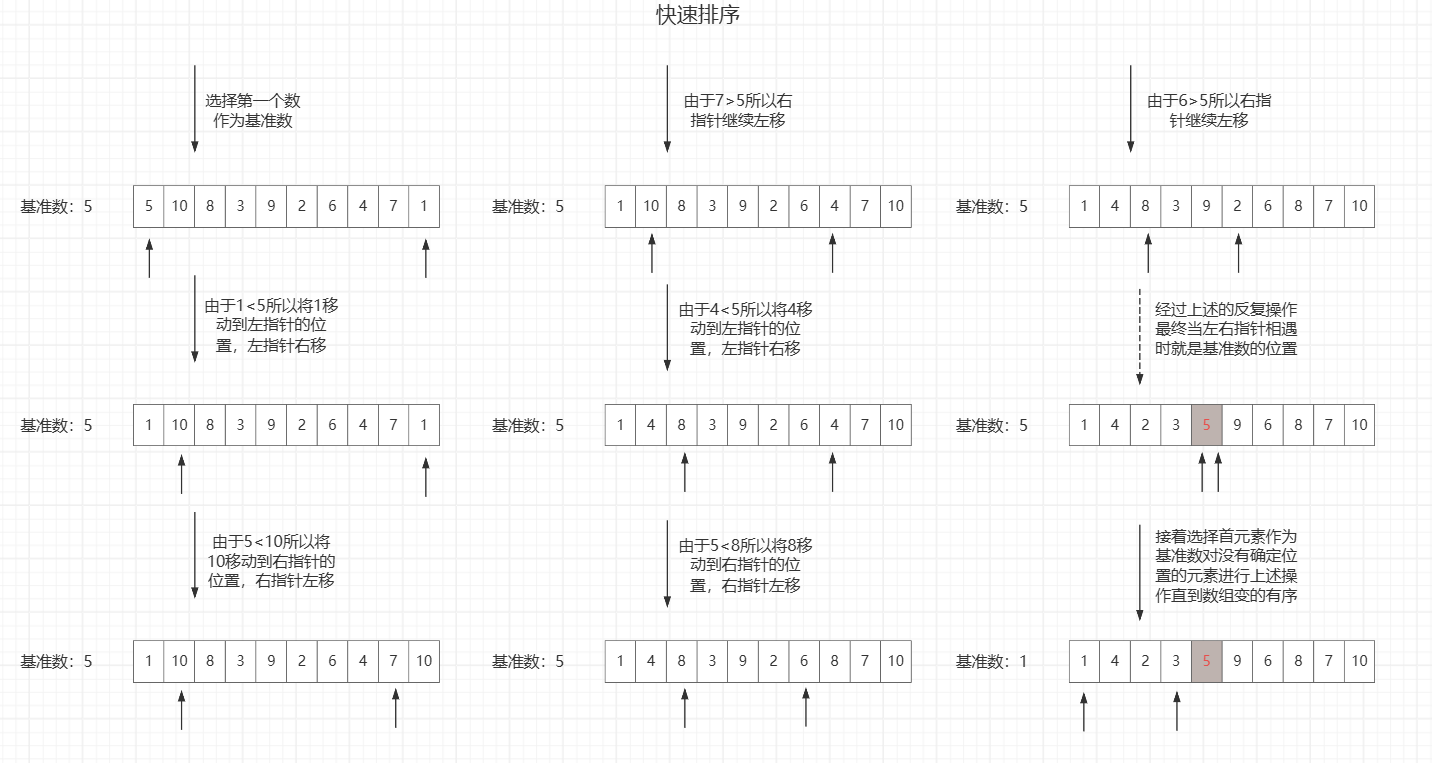 快速排序
选择第一个数
作为基准数
基准数：5
5 10 8 3 9 2 6 4 7 1
由于1<5所以将1移
动到左指针的位
置，左指针右移
基准数：5
1 10 8 3 9 2 6 4 7 1
由于5<10所以将
10移动到右指针的
位置，右指针左移
基准数：5
1 10 8 3 9 2 6 4 7 10
由于7>5所以右
指针继续左移
基准数：5
1 10 8 3 9 2 6 4 7 10
由于4<5所以将4移
动到左指针的位
置，左指针右移
基准数：5
1 4 8 3 9 2 6 4 7 10
由于5<8所以将8移
动到右指针的位
置，右指针左移
基准数：5
1 4 8 3 9 2 6 8 7 10
由于6>5所以右指
针继续左移
基准数：5
1 4 8 3 9 2 6 8 7 10
经过上述的反复操作
最终当左右指针相遇
时就是基准数的位置
基准数：5
1 4 2 3 5 9 6 8 7 10
接着选择首元素作为
基准数对没有确定位
置的元素进行上述操
作直到数组变的有序
基准数：1
1 4 2 3 5 9 6 8 7 10